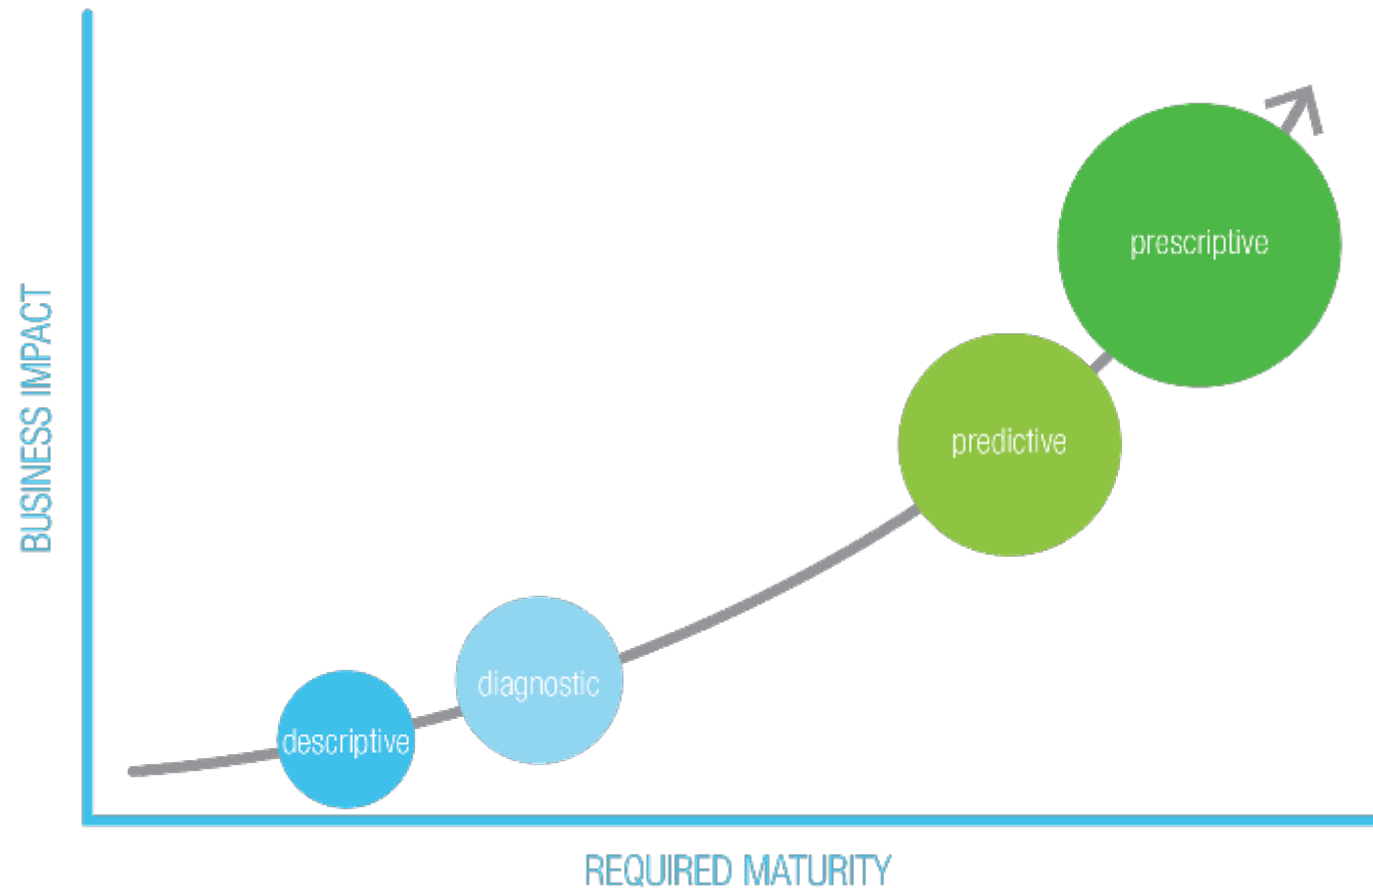 prescriptive
predictive
diagnostic
descriptive
BUSINESS IMPACT
REQUIRED MATURITY